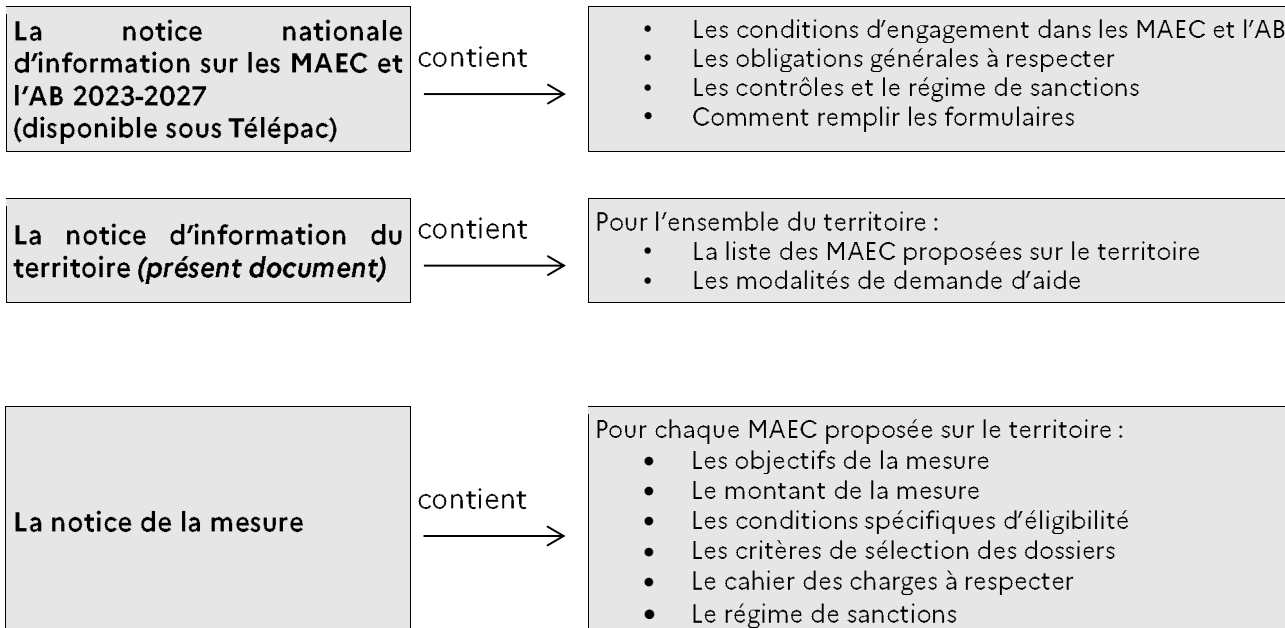 La notice nationale
d'information sur les MAEC et
l'AB 2023-2027
(disponible sous Télépac)
contient
• Les conditions d'engagement dans les MAEC et l'AB
• Les obligations générales à respecter
• Les contrôles et le régime de sanctions
• Comment remplir les formulaires
La notice d'information du
territoire (présent document)
contient
Pour l'ensemble du territoire :
• La liste des MAEC proposées sur le territoire
• Les modalités de demande d'aide
La notice de la mesure
contient
Pour chaque MAEC proposée sur le territoire :
• Les objectifs de la mesure
• Le montant de la mesure
• Les conditions spécifiques d'éligibilité
• Les critères de sélection des dossiers
• Le cahier des charges à respecter
• Le régime de sanctions